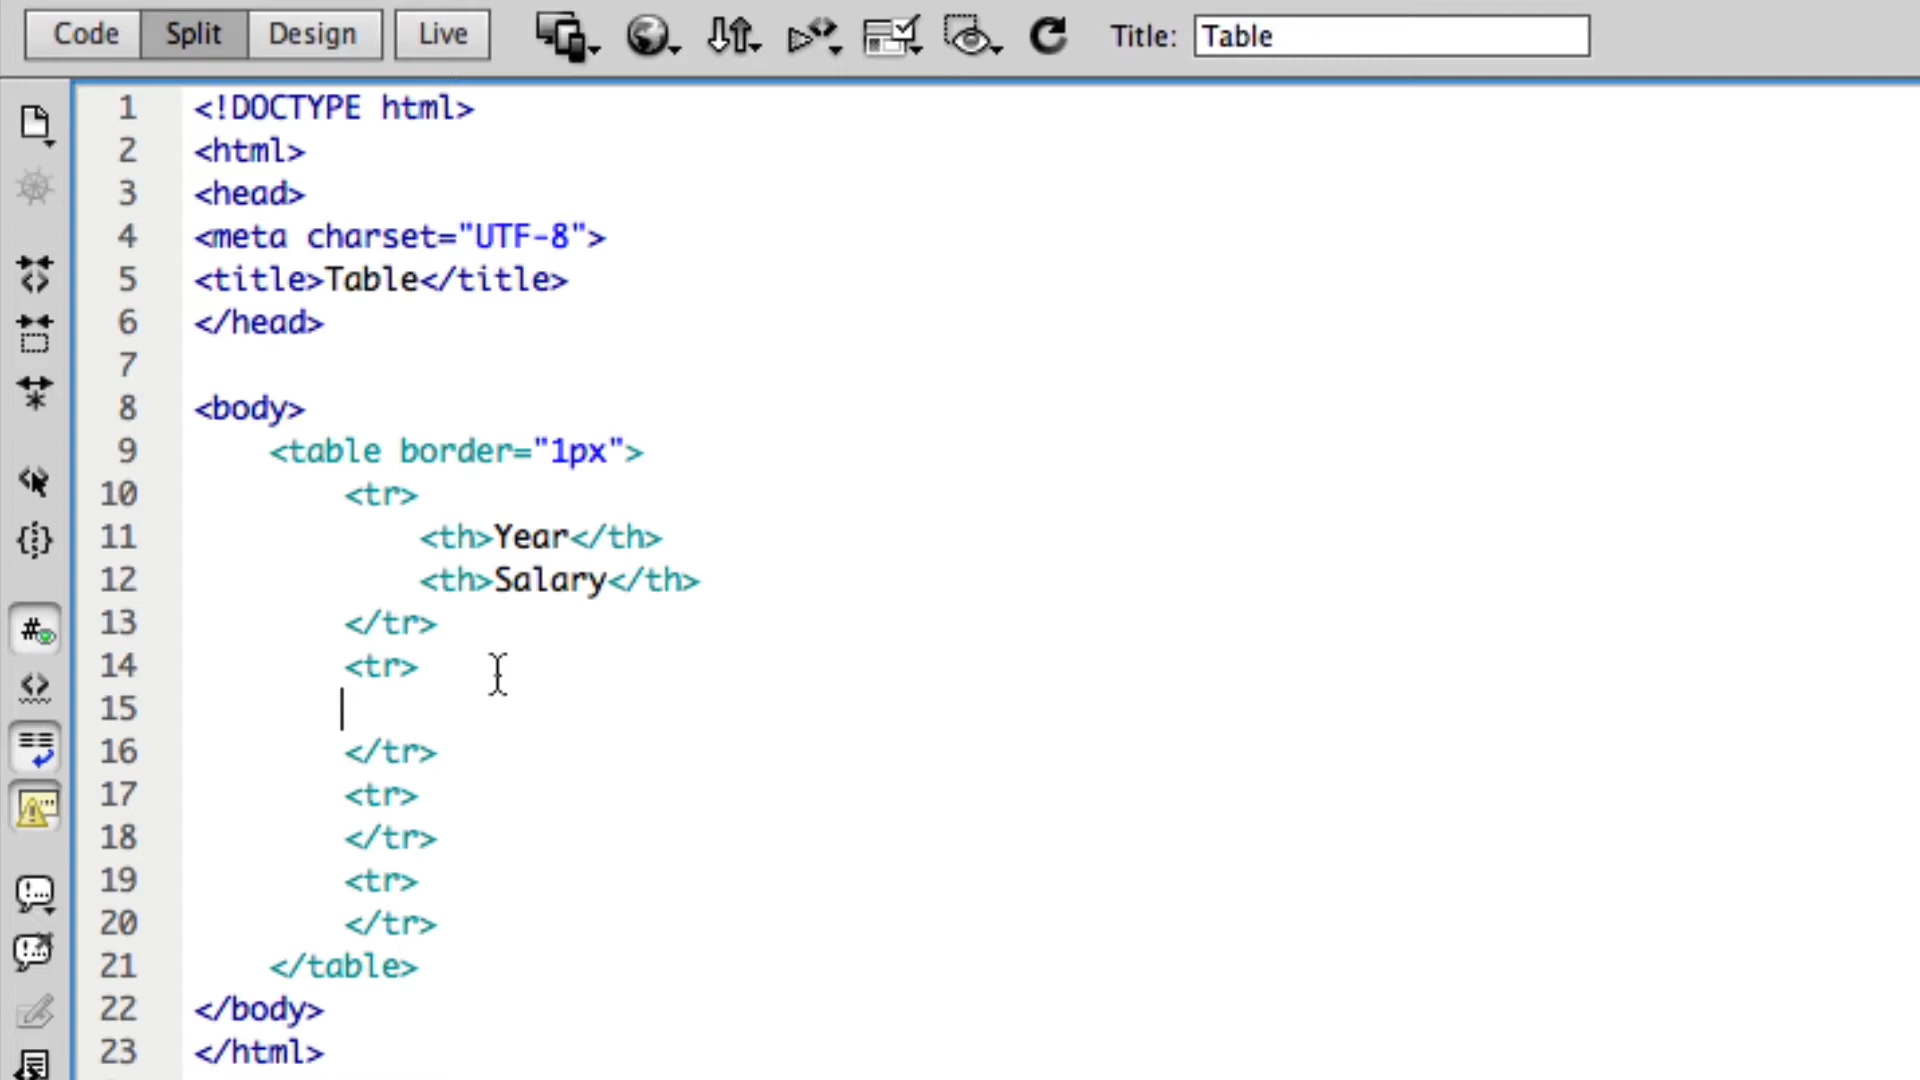 Code Split Design Live Title: Table
1 <!DOCTYPE html>
2 <html>
3 <head>
4 <meta charset="UTF-8">
5 <title>Table</title>
6 </head>
7
8 <body>
9 <table border="1px">
10 <tr>
11 <th>Year</th>
12 <th>Salary</th>
13 </tr>
14 <tr>
15
16 </tr>
17 <tr>
18 </tr>
19 <tr>
20 </tr>
21 </table>
22 </body>
23 </html>